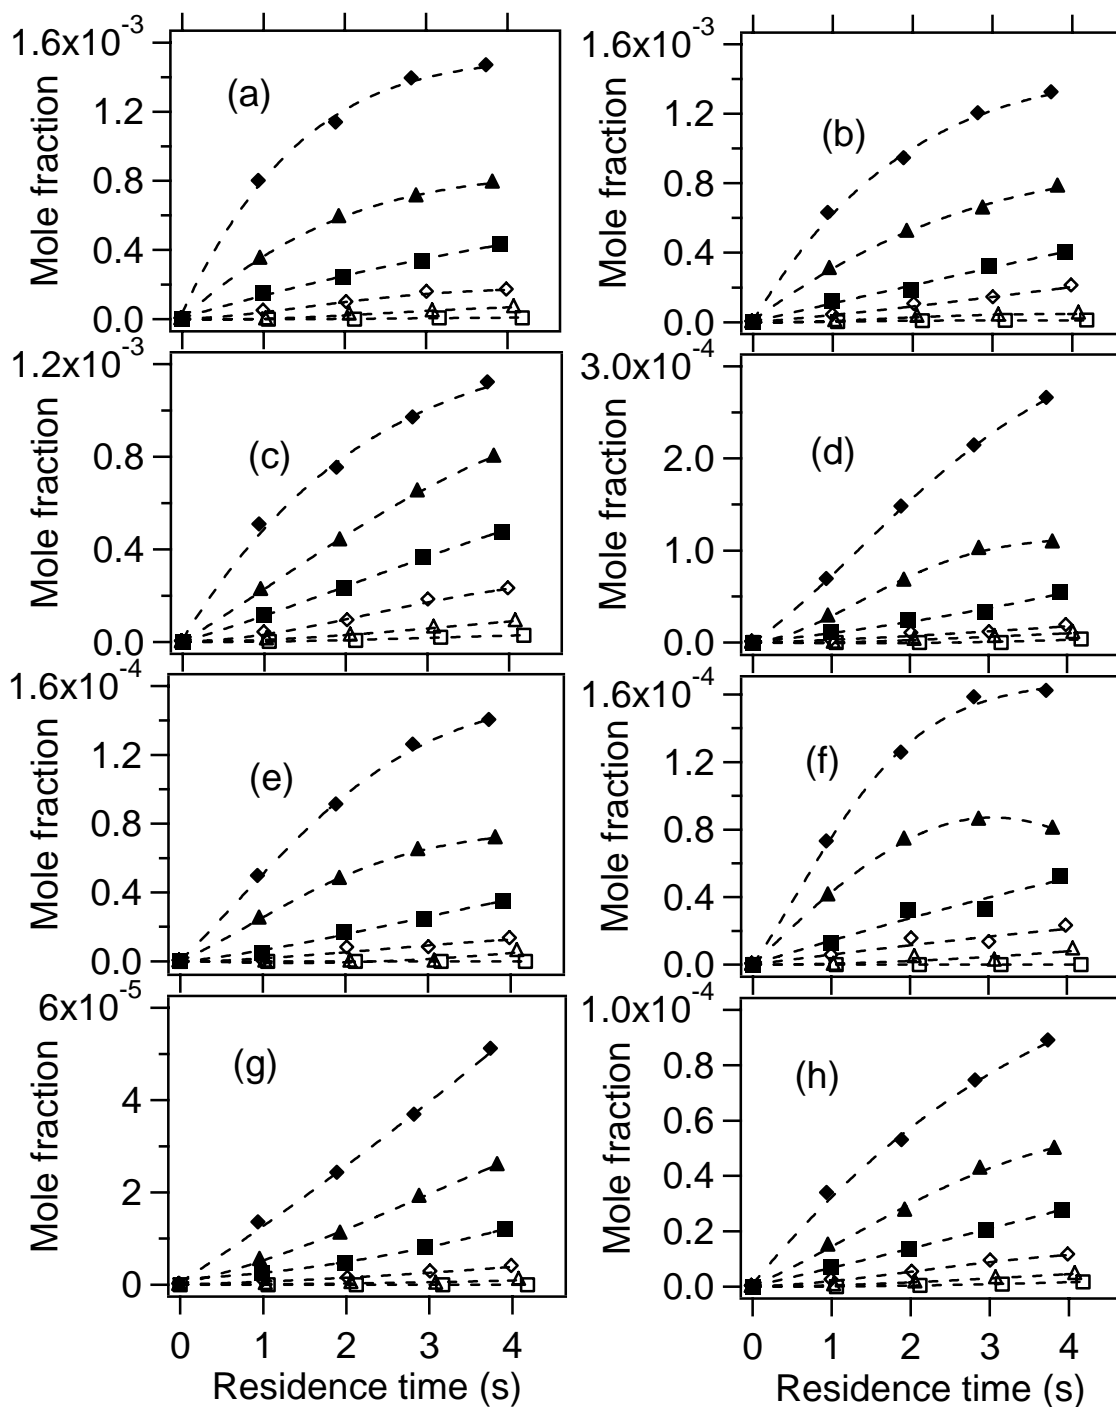 1.6x10-3
1.2
0.8
0.4
0.0
Mole fraction
(a)
1.6x10-3
1.2
0.8
0.4
0.0
Mole fraction
(b)
1.2x10-3
0.8
0.4
0.0
Mole fraction
(c)
3.0x10-4
2.0
1.0
0.0
Mole fraction
(d)
1.6x10-4
1.2
0.8
0.4
0.0
Mole fraction
(e)
1.6x10-4
1.2
0.8
0.4
0.0
Mole fraction
(f)
6x10-5
4
2
0
Mole fraction
(g)
1.0x10-4
0.8
0.6
0.4
0.2
0.0
Mole fraction
(h)
0 1 2 3 4
Residence time (s)
0 1 2 3 4
Residence time (s)